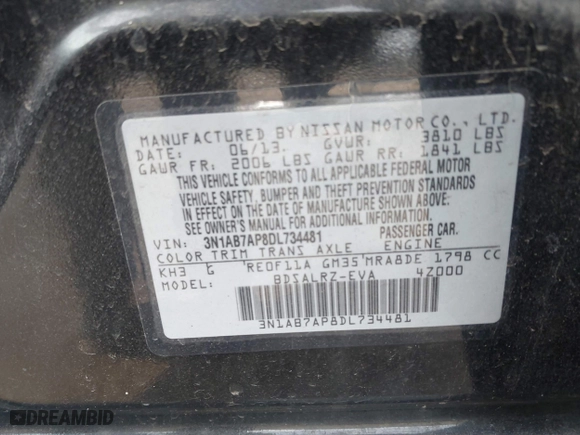 MANUFACTURED BY NISSAN MOTOR CO., LTD.
DATE: 06/13 GVWR: 3810 LBS
GAWR FR: 2006 LBS GAWR RR: 1841 LBS
THIS VEHICLE CONFORMS TO ALL APPLICABLE FEDERAL MOTOR
VEHICLE SAFETY, BUMPER AND THEFT PREVENTION STANDARDS
IN EFFECT ON THE DATE OF MANUFACTURE SHOWN ABOVE.
SEE OWNER'S MANUAL FOR ADDITIONAL INFORMATION.
VIN: 3N1AB7AP8DL734481 PASSENGER CAR.
COLOR TRIM TRANS AXLE ENGINE
KH3 G RE0F11A GM35 MRA8DE 1798 CC
MODEL: BDSALRZ-EVA 4Z000
3N1AB7AP8DL734481
DREAMBID